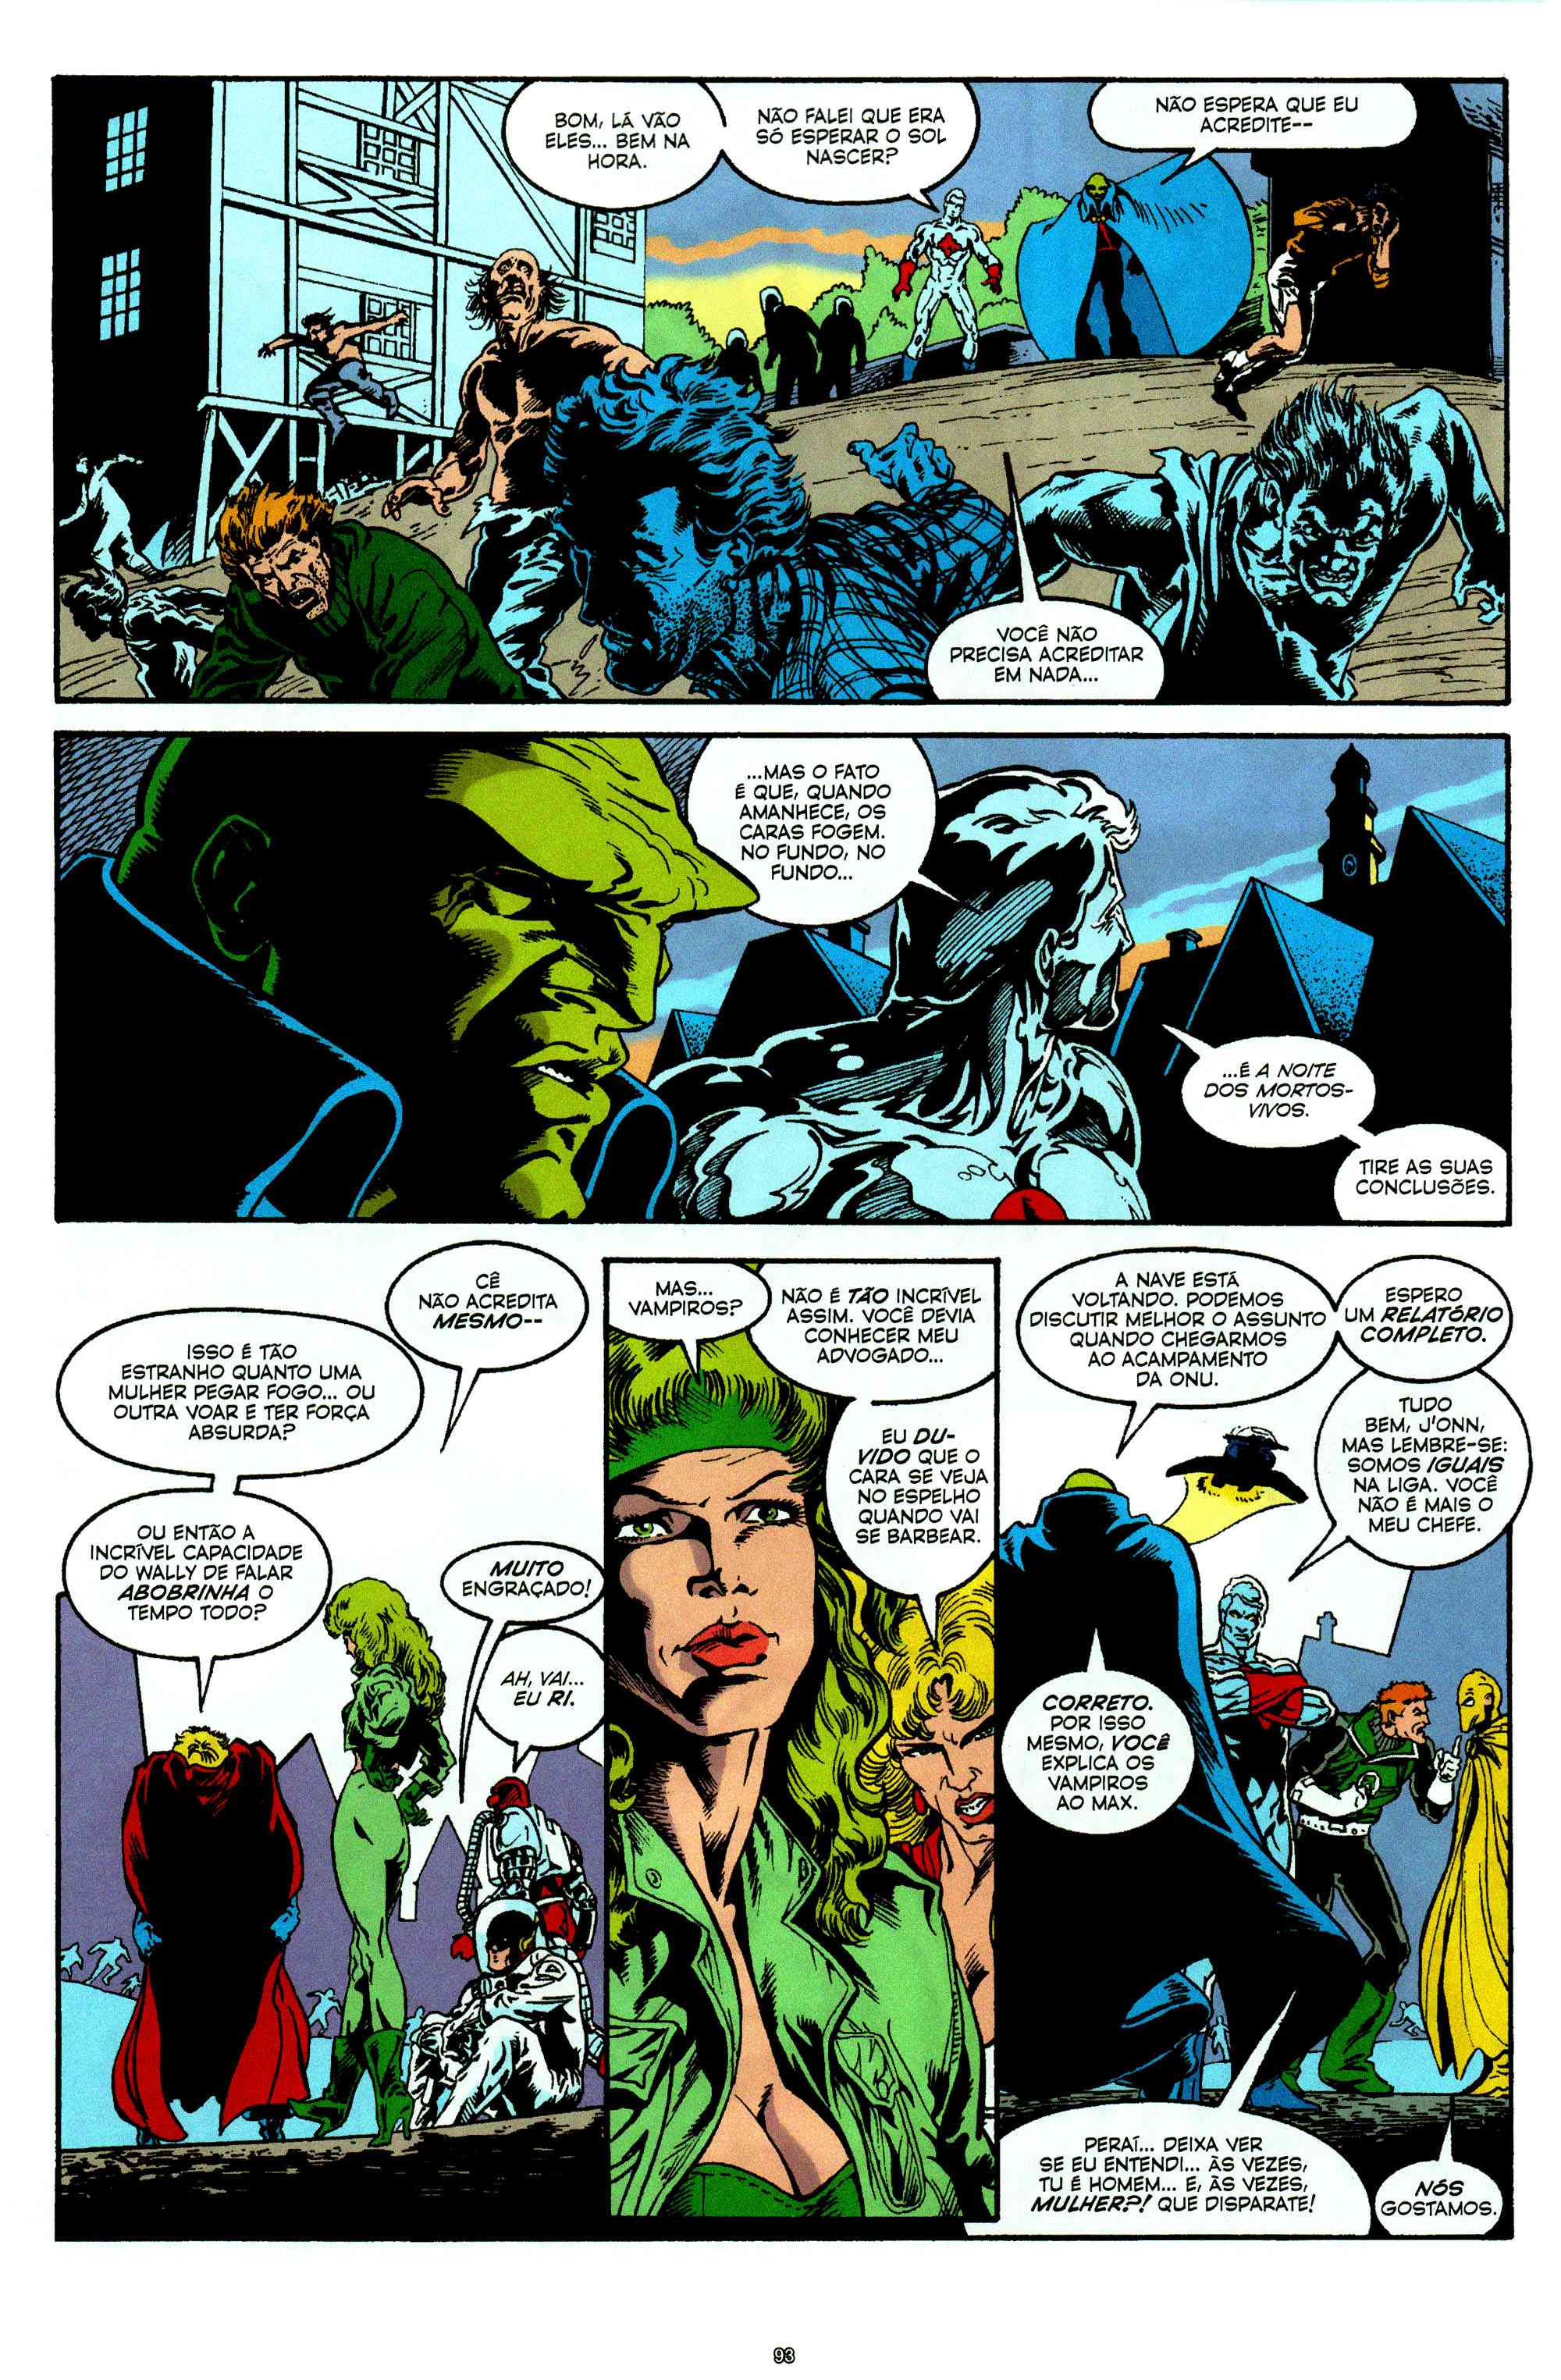 BOM, LÁ VÃO
ELES... BEM NA
HORA.
NÃO FALEI QUE ERA
SÓ ESPERAR O SOL
NASCER?
NÃO ESPERA QUE EU
ACREDITE--
VOCÊ NÃO
PRECISA ACREDITAR
EM NADA...
...MAS O FATO
É QUE, QUANDO
AMANHECE, OS
CARAS FOGEM.
NO FUNDO, NO
FUNDO...
...É A NOITE
DOS MORTOS-
VIVOS.
TIRE AS SUAS
CONCLUSÕES.
CÊ
NÃO ACREDITA
MESMO--
ISSO É TÃO
ESTRANHO QUANTO UMA
MULHER PEGAR FOGO... OU
OUTRA VOAR E TER FORÇA
ABSURDA?
OU ENTÃO A
INCRÍVEL CAPACIDADE
DO WALLY DE FALAR
ABOBRINHA O
TEMPO TODO?
MUITO
ENGRAÇADO!
AH, VAI...
EU RI.
MAS...
VAMPIROS?
NÃO É TÃO INCRÍVEL
ASSIM. VOCÊ DEVIA
CONHECER MEU
ADVOGADO...
EU DU-
VIDO QUE O
CARA SE VEJA
NO ESPELHO
QUANDO VAI
SE BARBEAR.
A NAVE ESTÁ
VOLTANDO. PODEMOS
DISCUTIR MELHOR O ASSUNTO
QUANDO CHEGARMOS
AO ACAMPAMENTO
DA ONU.
ESPERO
UM RELATÓRIO
COMPLETO.
TUDO
BEM, J'ONN,
MAS LEMBRE-SE:
SOMOS IGUAIS
NA LIGA. VOCÊ
NÃO É MAIS O
MEU CHEFE.
CORRETO.
POR ISSO
MESMO, VOCÊ
EXPLICA OS
VAMPIROS
AO MAX.
PERAÍ... DEIXA VER
SE EU ENTENDI... ÀS VEZES,
TU É HOMEM... E, ÀS VEZES,
MULHER?! QUE DISPARATE!
NÓS
GOSTAMOS.
93